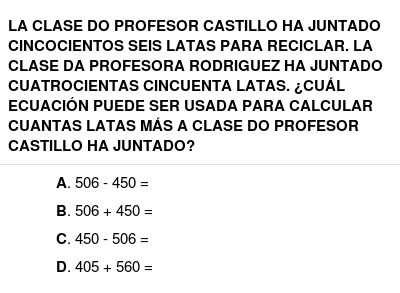 LA CLASE DO PROFESOR CASTILLO HA JUNTADO
CINCOCIENTOS SEIS LATAS PARA RECICLAR. LA
CLASE DA PROFESORA RODRIGUEZ HA JUNTADO
CUATROCIENTAS CINCUENTA LATAS. ¿CUÁL
ECUACIÓN PUEDE SER USADA PARA CALCULAR
CUANTAS LATAS MÁS A CLASE DO PROFESOR
CASTILLO HA JUNTADO?
A. 506 - 450 =
B. 506 + 450 =
C. 450 - 506 =
D. 405 + 560 =